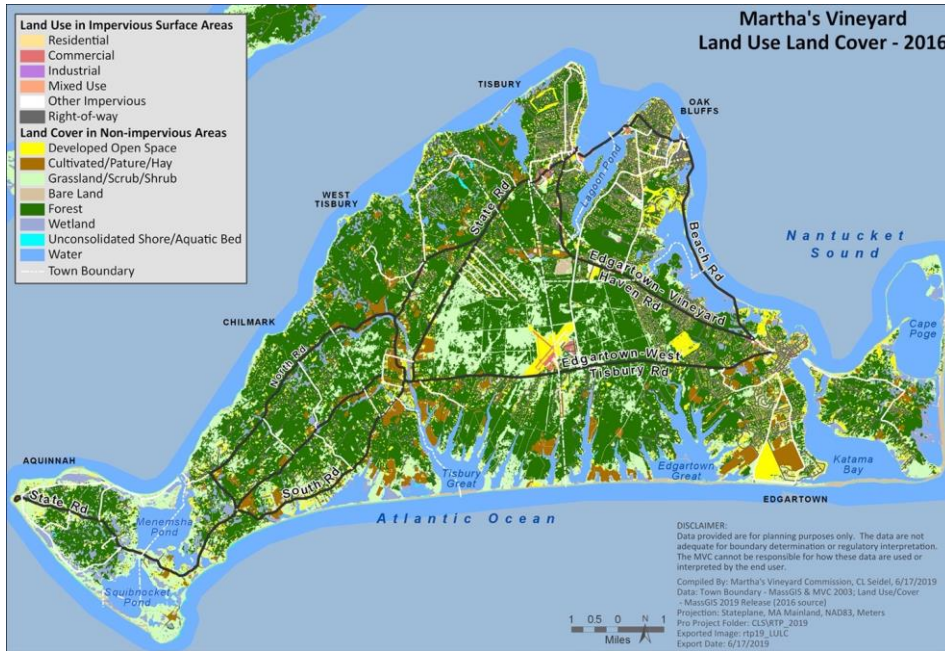 Martha's Vineyard
Land Use Land Cover - 2016
Land Use in Impervious Surface Areas
Residential
Commercial
Industrial
Mixed Use
Other Impervious
Right-of-way
Land Cover in Non-impervious Areas
Developed Open Space
Cultivated/Pature/Hay
Grassland/Scrub/Shrub
Bare Land
Forest
Wetland
Unconsolidated Shore/Aquatic Bed
Water
Town Boundary
TISBURY
OAK
BLUFFS
Lagoon Pond
State Rd
WEST
TISBURY
Beach Rd
Nantucket
Sound
Edgartown- Vineyard
Haven Rd
Cape
Poge
CHILMARK
North Rd
Edgartown-West
Tisbury Rd
AQUINNAH
State Rd
South Rd
Tisbury
Great
Edgartown
Great
Katama
Bay
Menemsha
Pond
EDGARTOWN
Atlantic Ocean
Squibnocket
Pond
DISCLAIMER:
Data provided are for planning purposes only. The data are not
adequate for boundary determination or regulatory interpretation.
The MVC cannot be responsible for how these data are used or
interpreted by the end user.
Compiled By: Martha's Vineyard Commission, CL Seidel, 6/17/2019
Data: Town Boundary - MassGIS & MVC 2003; Land Use/Cover
- MassGIS 2019 Release (2016 source)
Projection: Stateplane, MA Mainland, NAD83, Meters
Pro Project Folder: CLS\RTP_2019
Exported Image: rtp19_LULC
Export Date: 6/17/2019
1 0.5 0 1
Miles
N